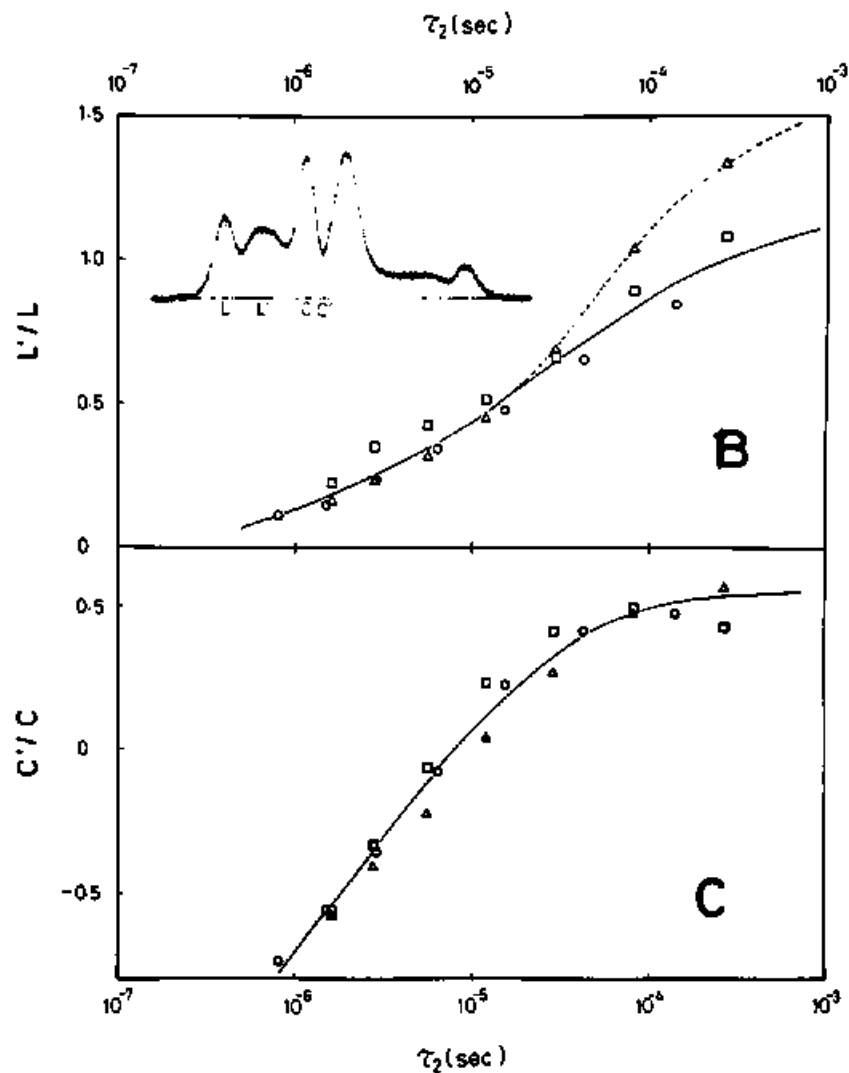 τ₂(sec)
10⁻⁷ 10⁻⁶ 10⁻⁵ 10⁻⁴ 10⁻³
1.5
1.0
L'/L
L L' C C'
0.5
B
0
0.5
0
C'/C
-0.5
C
10⁻⁷ 10⁻⁶ 10⁻⁵ 10⁻⁴ 10⁻³
τ₂(sec)